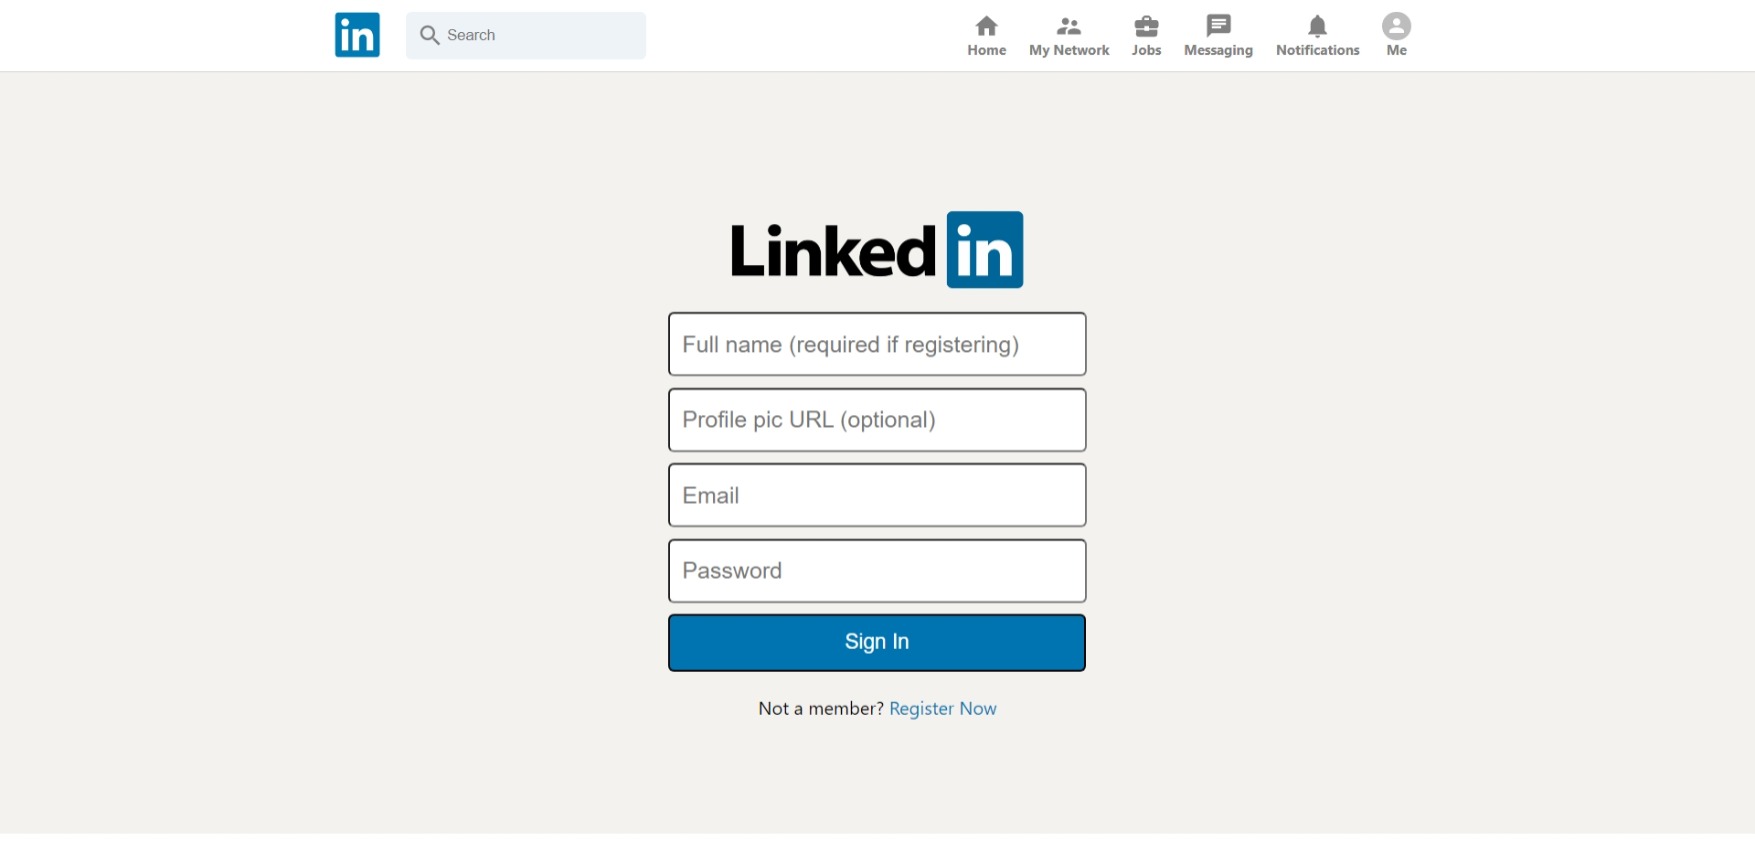 in
Search
Home
My Network
Jobs
Messaging
Notifications
Me
Linked in
Full name (required if registering)
Profile pic URL (optional)
Email
Password
Sign In
Not a member? Register Now